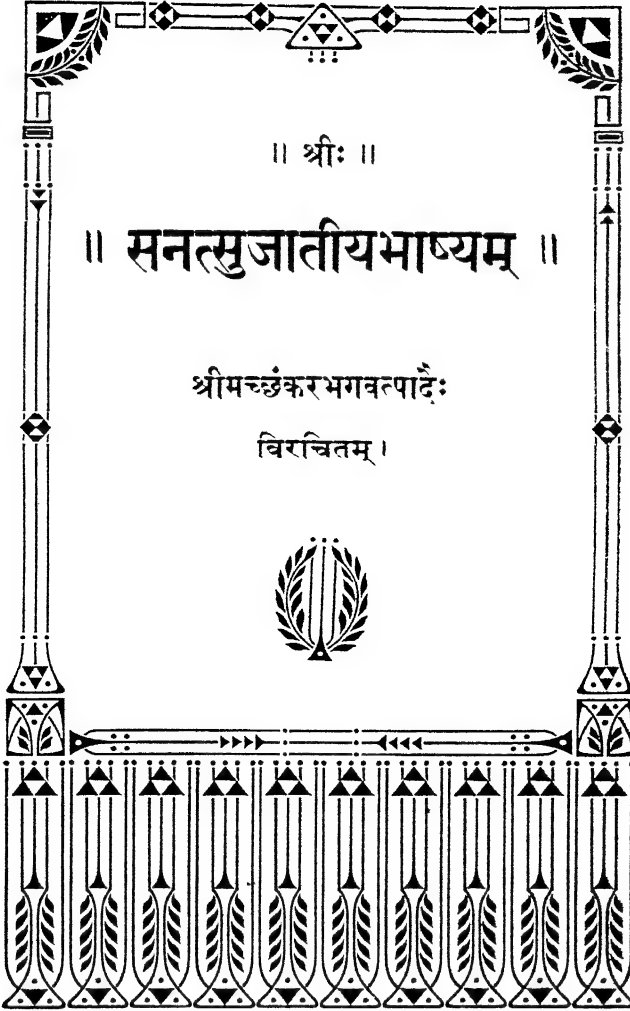 ॥ श्रीः ॥
॥ सनत्सुजातीयभाष्यम् ॥
श्रीमच्छंकरभगवत्पादैः
विरचितम् ।